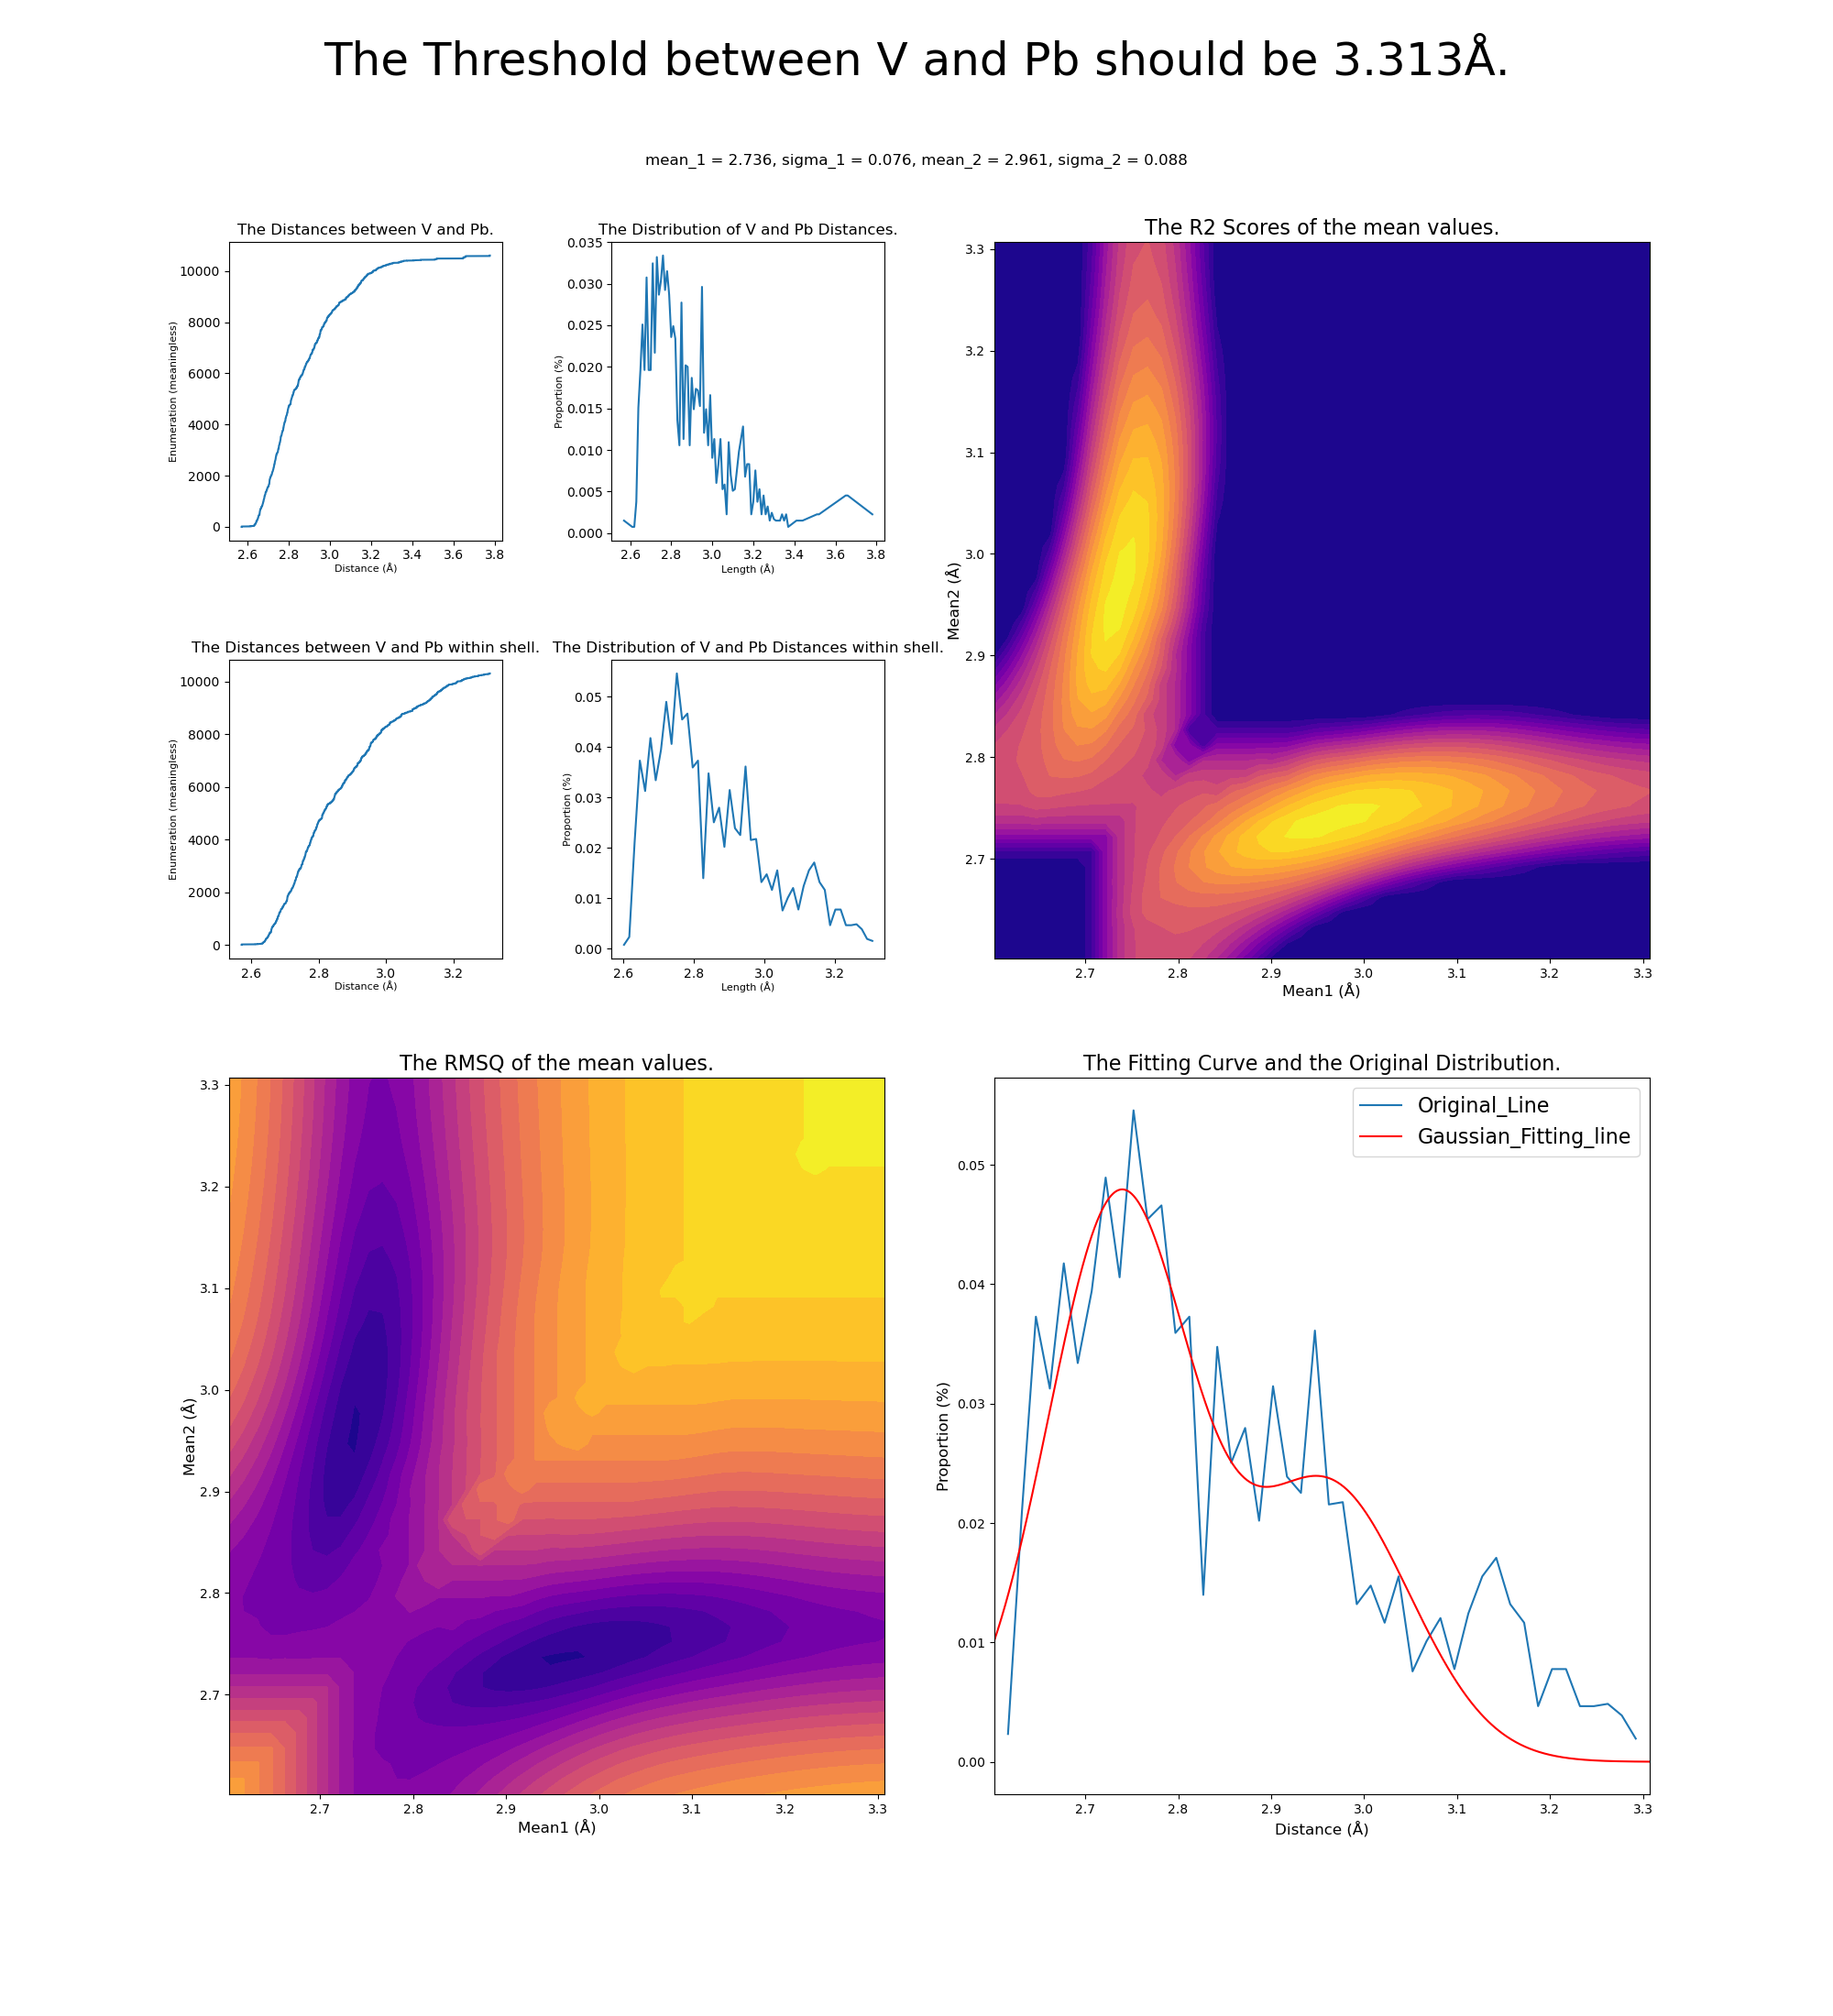 The Threshold between V and Pb should be 3.313Å.
mean_1 = 2.736, sigma_1 = 0.076, mean_2 = 2.961, sigma_2 = 0.088
The Distances between V and Pb.
10000
8000
6000
4000
2000
0
Enumeration (meaningless)
2.6 2.8 3.0 3.2 3.4 3.6 3.8
Distance (Å)
The Distribution of V and Pb Distances.
0.035
0.030
0.025
0.020
0.015
0.010
0.005
0.000
Proportion (%)
2.6 2.8 3.0 3.2 3.4 3.6 3.8
Length (Å)
The R2 Scores of the mean values.
3.3
3.2
3.1
3.0
2.9
2.8
2.7
Mean2 (Å)
2.7 2.8 2.9 3.0 3.1 3.2 3.3
Mean1 (Å)
The Distances between V and Pb within shell.
10000
8000
6000
4000
2000
0
Enumeration (meaningless)
2.6 2.8 3.0 3.2
Distance (Å)
The Distribution of V and Pb Distances within shell.
0.05
0.04
0.03
0.02
0.01
0.00
Proportion (%)
2.6 2.8 3.0 3.2
Length (Å)
The RMSQ of the mean values.
3.3
3.2
3.1
3.0
2.9
2.8
2.7
Mean2 (Å)
2.7 2.8 2.9 3.0 3.1 3.2 3.3
Mean1 (Å)
The Fitting Curve and the Original Distribution.
Original_Line
Gaussian_Fitting_line
0.05
0.04
0.03
0.02
0.01
0.00
Proportion (%)
2.7 2.8 2.9 3.0 3.1 3.2 3.3
Distance (Å)